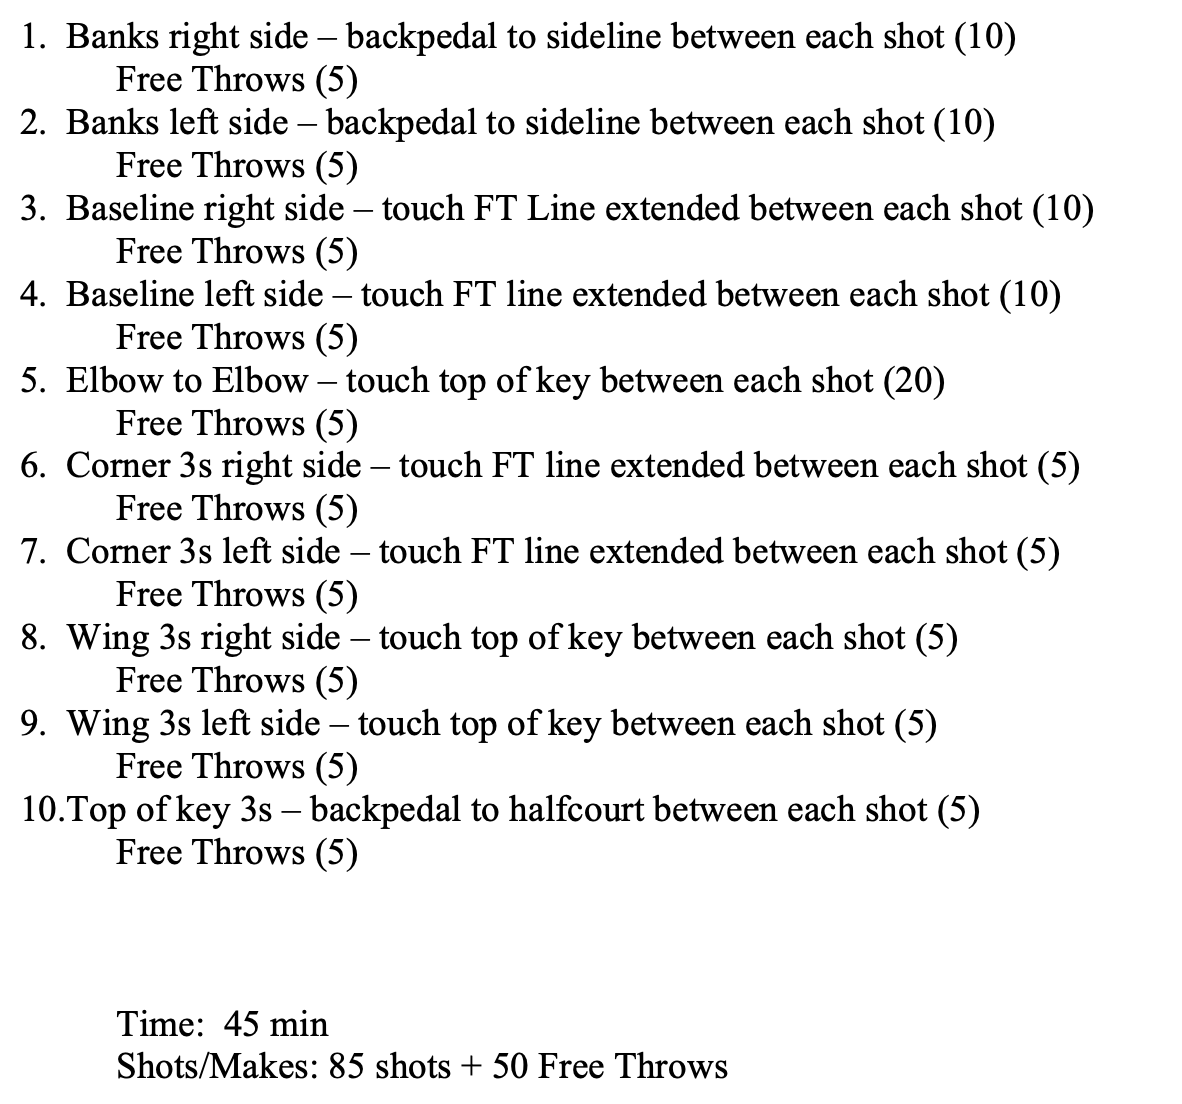 1. Banks right side – backpedal to sideline between each shot (10)
Free Throws (5)
2. Banks left side – backpedal to sideline between each shot (10)
Free Throws (5)
3. Baseline right side – touch FT Line extended between each shot (10)
Free Throws (5)
4. Baseline left side – touch FT line extended between each shot (10)
Free Throws (5)
5. Elbow to Elbow – touch top of key between each shot (20)
Free Throws (5)
6. Corner 3s right side – touch FT line extended between each shot (5)
Free Throws (5)
7. Corner 3s left side – touch FT line extended between each shot (5)
Free Throws (5)
8. Wing 3s right side – touch top of key between each shot (5)
Free Throws (5)
9. Wing 3s left side – touch top of key between each shot (5)
Free Throws (5)
10.Top of key 3s – backpedal to halfcourt between each shot (5)
Free Throws (5)
Time: 45 min
Shots/Makes: 85 shots + 50 Free Throws